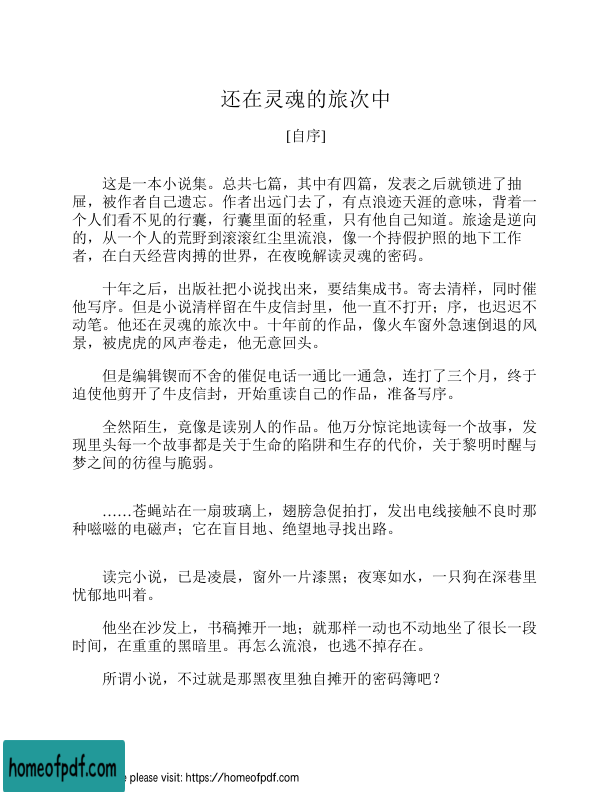 还在灵魂的旅次中
[自序]
这是一本小说集。总共七篇，其中有四篇，发表之后就锁进了抽
屉，被作者自己遗忘。作者出远门去了，有点浪迹天涯的意味，背着一
个人们看不见的行囊，行囊里面的轻重，只有他自己知道。旅途是逆向
的，从一个人的荒野到滚滚红尘里流浪，像一个持假护照的地下工作
者，在白天经营肉搏的世界，在夜晚解读灵魂的密码。
十年之后，出版社把小说找出来，要结集成书。寄去清样，同时催
他写序。但是小说清样留在牛皮信封里，他一直不打开；序，也迟迟不
动笔。他还在灵魂的旅次中。十年前的作品，像火车窗外急速倒退的风
景，被虎虎的风声卷走，他无意回头。
但是编辑锲而不舍的催促电话一通比一通急，连打了三个月，终于
迫使他剪开了牛皮信封，开始重读自己的作品，准备写序。
全然陌生，竟像是读别人的作品。他万分惊诧地读每一个故事，发
现里头每一个故事都是关于生命的陷阱和生存的代价，关于黎明时醒与
梦之间的彷徨与脆弱。
……苍蝇站在一扇玻璃上，翅膀急促拍打，发出电线接触不良时那
种嗞嗞的电磁声；它在盲目地、绝望地寻找出路。
读完小说，已是凌晨，窗外一片漆黑；夜寒如水，一只狗在深巷里
忧郁地叫着。
他坐在沙发上，书稿摊开一地；就那样一动也不动地坐了很长一段
时间，在重重的黑暗里。再怎么流浪，也逃不掉存在。
所谓小说，不过就是那黑夜里独自摊开的密码簿吧？
homeofpdf.com
please visit: https://homeofpdf.com